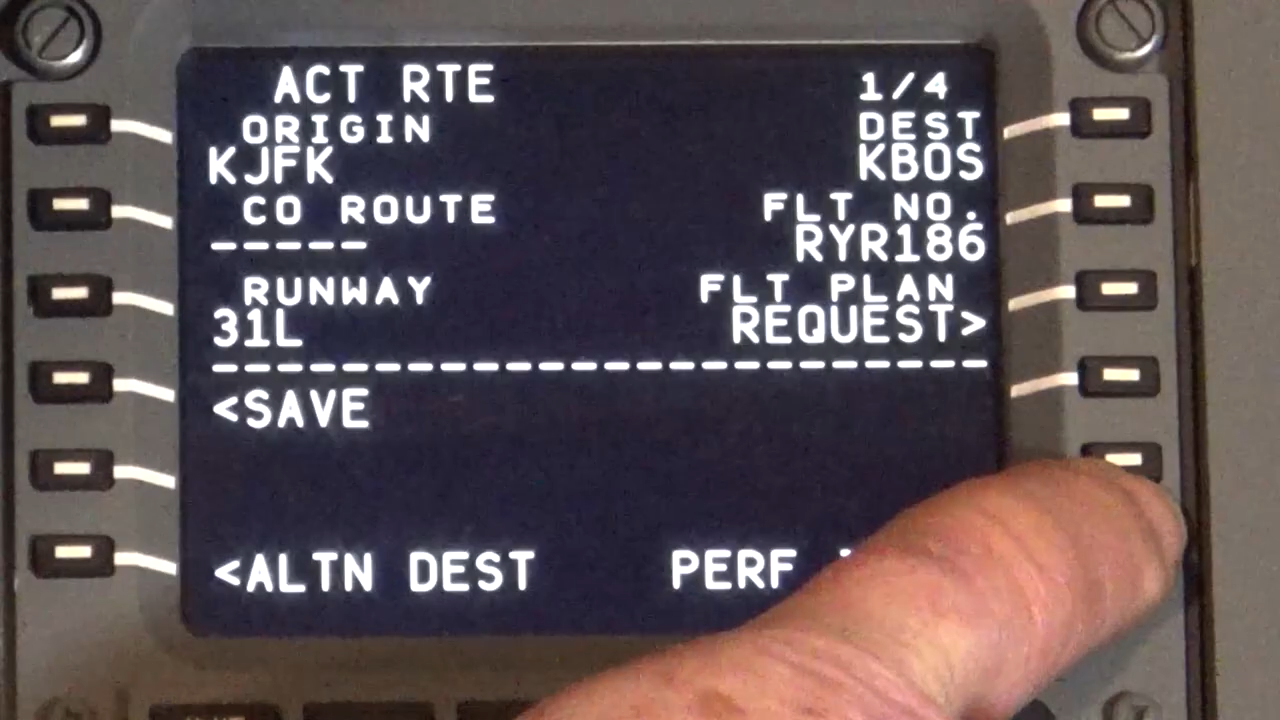 ACT RTE 1/4
ORIGIN DEST
KJFK KBOS
CO ROUTE FLT NO.
----- RYR186
RUNWAY FLT PLAN
31L REQUEST>
------------------------
<SAVE
<ALTN DEST PERF